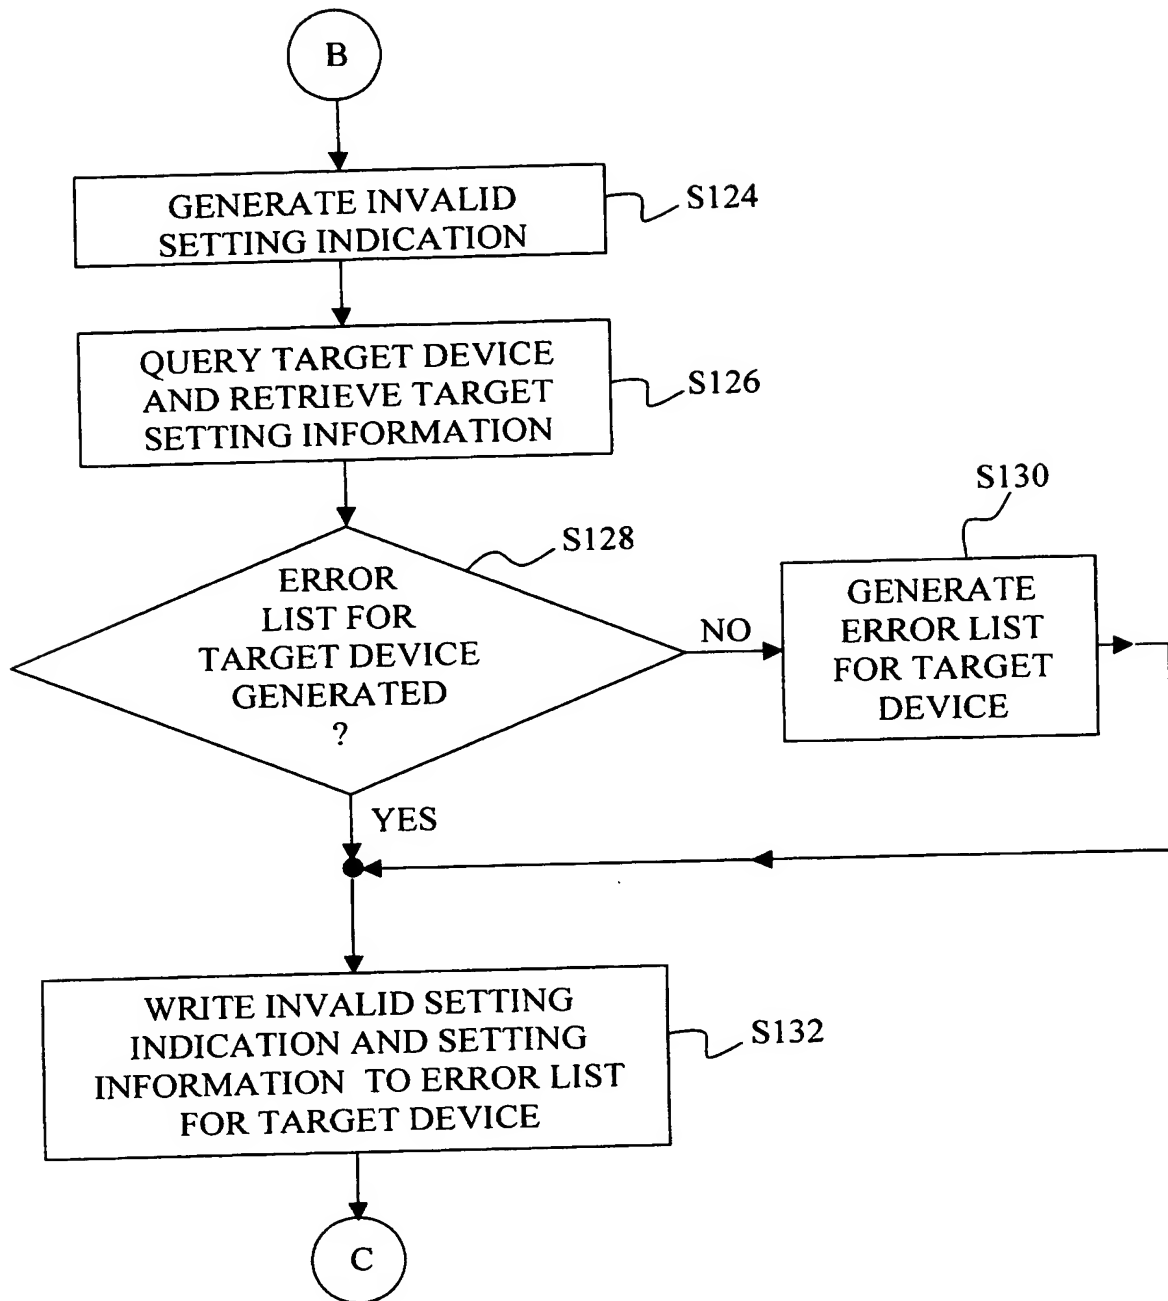 B
GENERATE INVALID
SETTING INDICATION
S124
QUERY TARGET DEVICE
AND RETRIEVE TARGET
SETTING INFORMATION
S126
ERROR
LIST FOR
TARGET DEVICE
GENERATED
?
S128
NO
S130
GENERATE
ERROR LIST
FOR TARGET
DEVICE
YES
WRITE INVALID SETTING
INDICATION AND SETTING
INFORMATION TO ERROR LIST
FOR TARGET DEVICE
S132
C